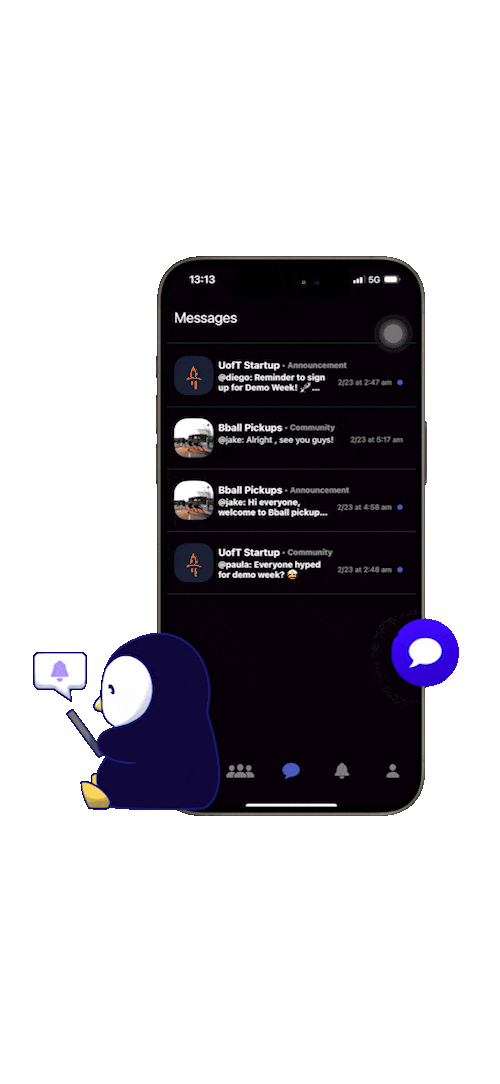 13:13
5G
Messages
UofT Startup • Announcement
@diego: Reminder to sign
up for Demo Week! 🚀 ...
2/23 at 2:47 am
Bball Pickups • Community
@jake: Alright , see you guys!
2/23 at 5:17 am
Bball Pickups • Announcement
@jake: Hi everyone,
welcome to Bball pickup...
2/23 at 4:58 am
UofT Startup • Community
@paula: Everyone hyped
for demo week? 🤯
2/23 at 2:48 am